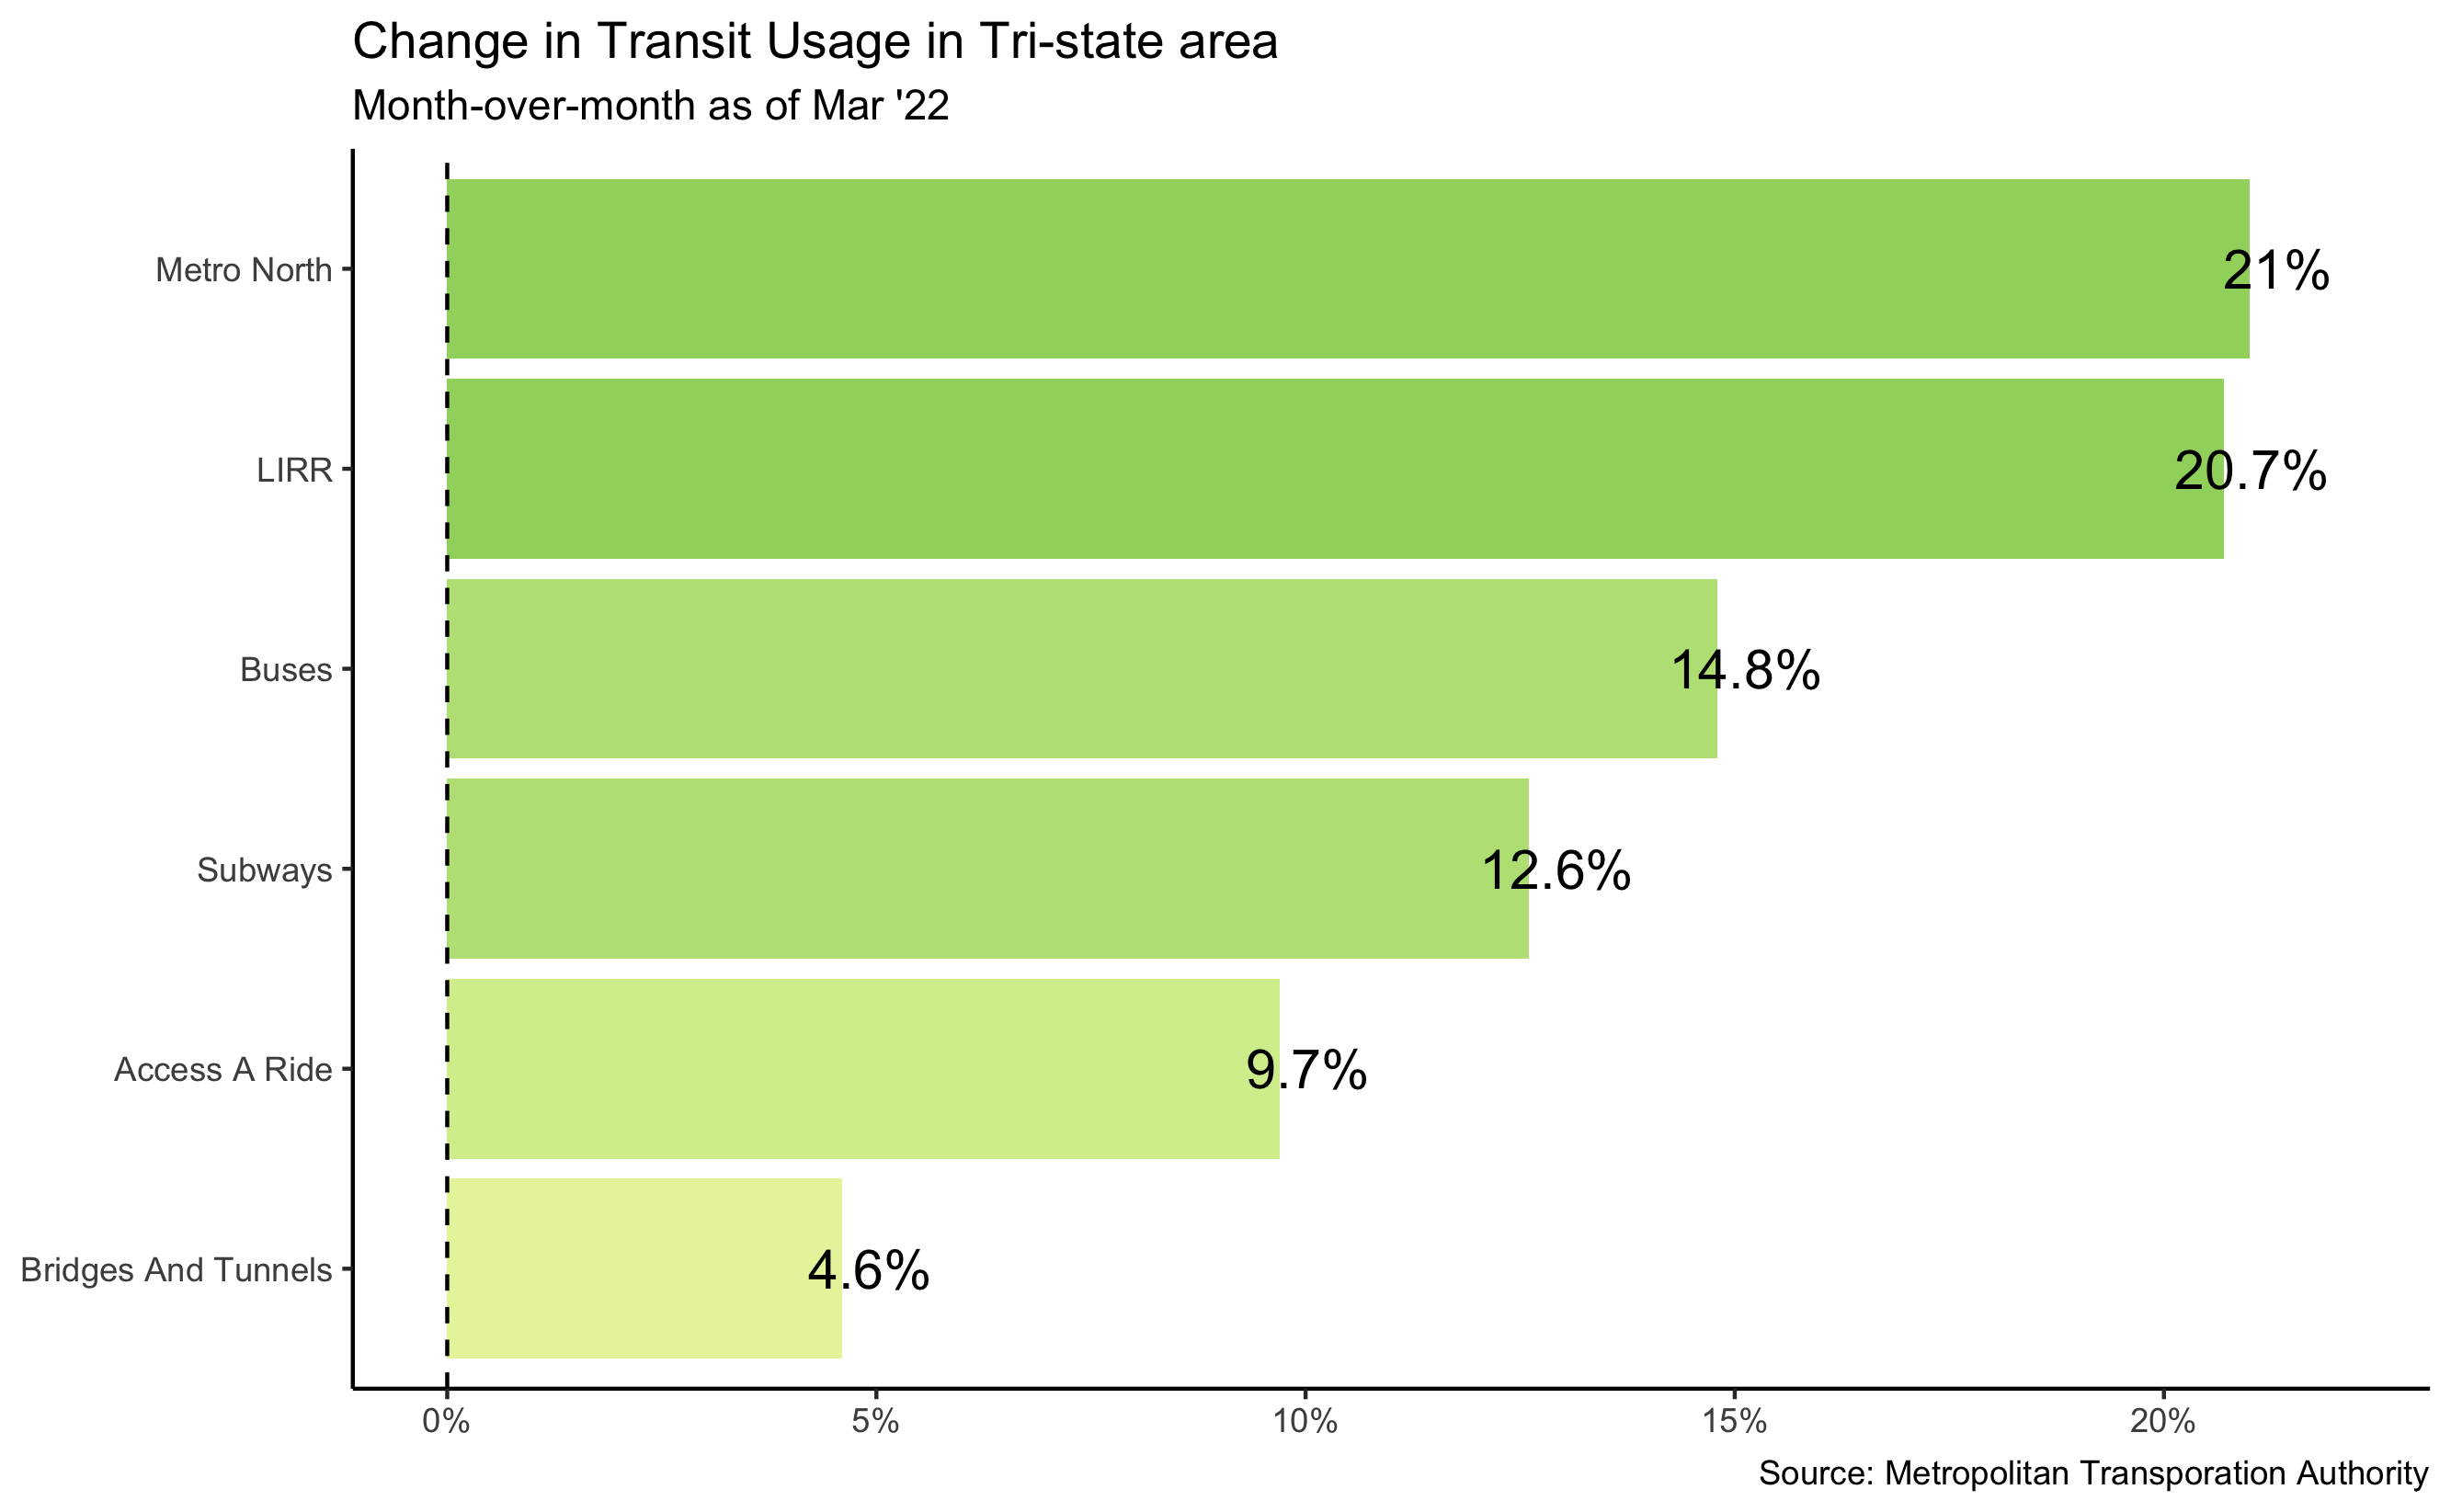 Change in Transit Usage in Tri-state area
Month-over-month as of Mar '22
Metro North
21%
LIRR
20.7%
Buses
14.8%
Subways
12.6%
Access A Ride
9.7%
Bridges And Tunnels
4.6%
0% 5% 10% 15% 20%
Source: Metropolitan Transporation Authority